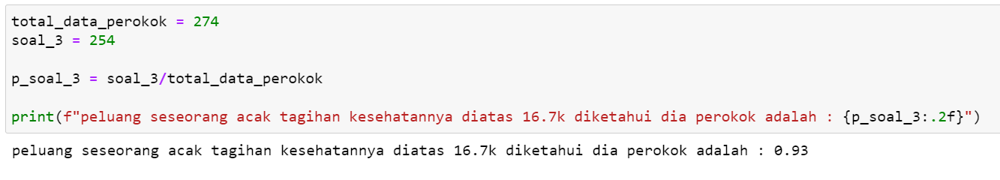 total_data_perokok = 274
soal_3 = 254
p_soal_3 = soal_3/total_data_perokok
print(f"peluang seseorang acak tagihan kesehatannya diatas 16.7k diketahui dia perokok adalah : {p_soal_3:.2f}")
peluang seseorang acak tagihan kesehatannya diatas 16.7k diketahui dia perokok adalah : 0.93